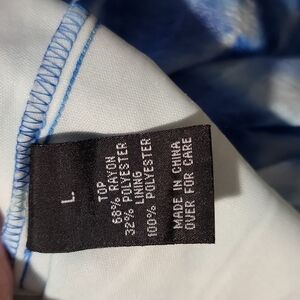 L.
TOP
68% RAYON
32% POLYESTER
LINING
100% POLYESTER
MADE IN CHINA
OVER FOR CARE